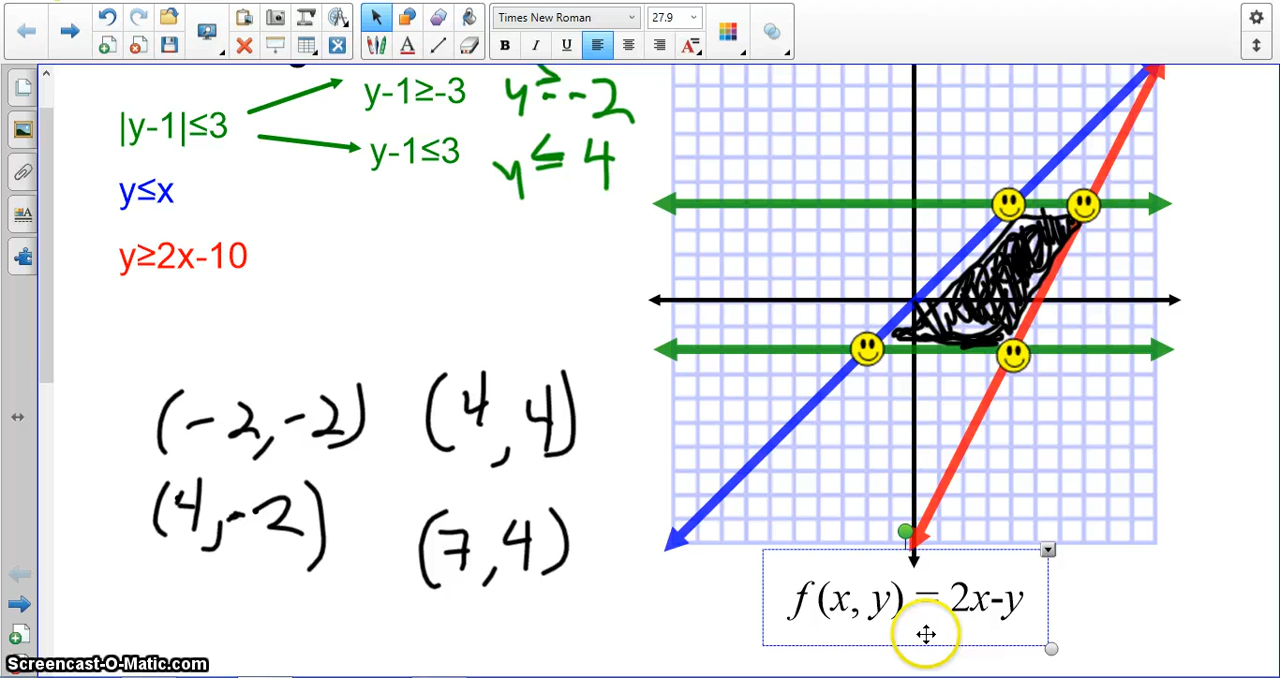 Times New Roman
27.9
B I U
y-1≥-3
y≥-2
|y-1|≤3
y-1≤3
y≤4
y≤x
y≥2x-10
(-2,-2) (4,4)
(4,-2) (7,4)
f(x, y) = 2x-y
Screencast-O-Matic.com